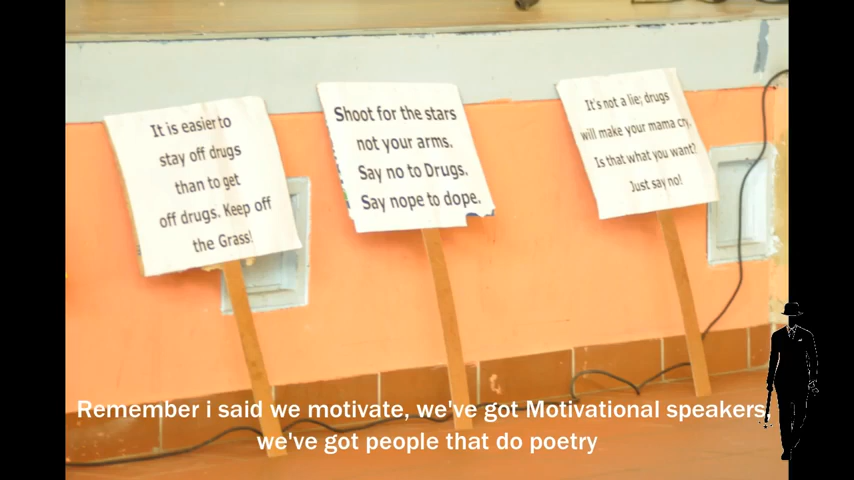 It is easier to
stay off drugs
than to get
off drugs. Keep off
the Grass!
Shoot for the stars
not your arms.
Say no to Drugs.
Say nope to dope.
It's not a lie; drugs
will make your mama cry.
Is that what you want?
Just say no!
Remember i said we motivate, we've got Motivational speakers,
we've got people that do poetry